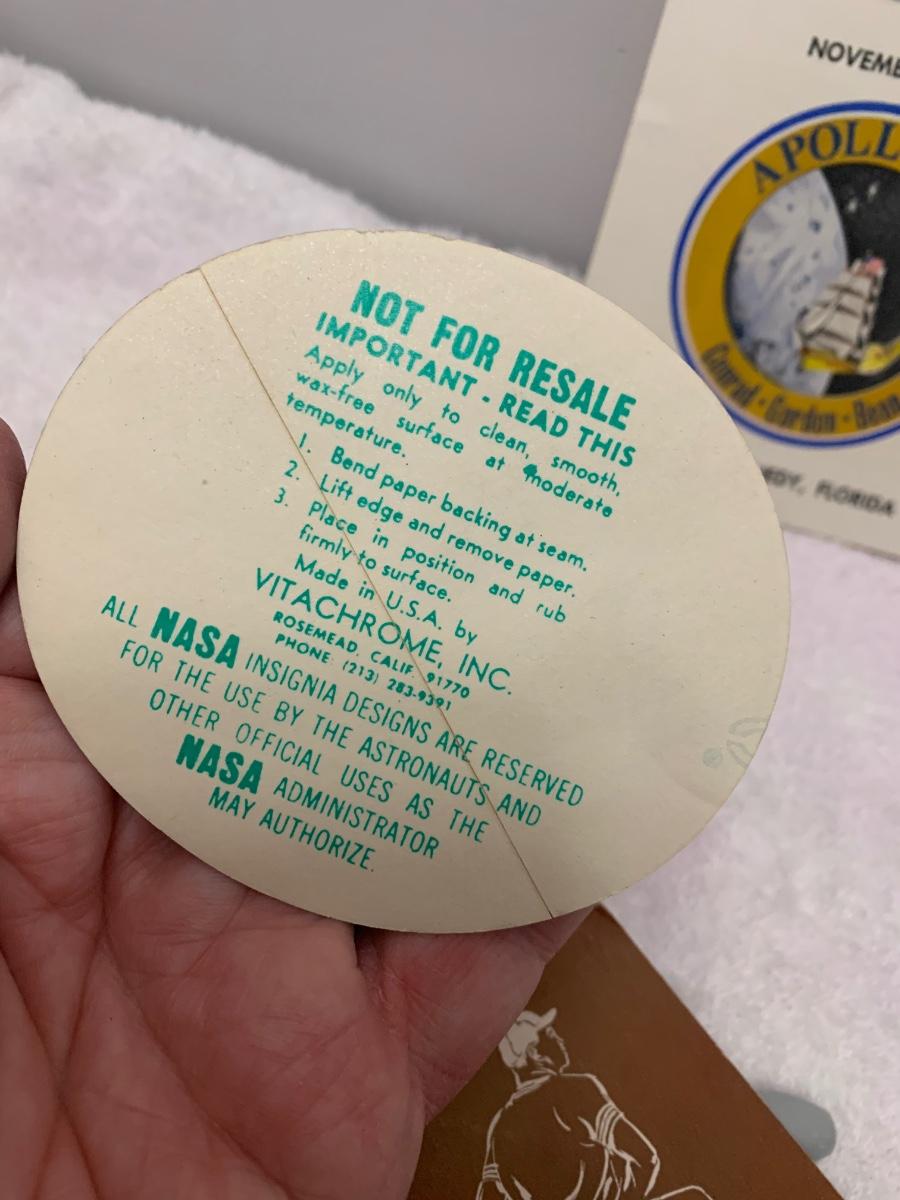 NOT FOR RESALE
IMPORTANT - READ THIS
Apply only to clean, smooth,
wax-free surface at moderate
temperature.
1. Bend paper backing at seam.
2. Lift edge and remove paper.
3. Place in position and rub
firmly to surface.
Made in U.S.A. by
VITACHROME, INC.
ROSEMEAD, CALIF. 91770
PHONE: (213) 283-9391
ALL NASA INSIGNIA DESIGNS ARE RESERVED
FOR THE USE BY THE ASTRONAUTS AND
OTHER OFFICIAL USES AS THE
NASA ADMINISTRATOR
MAY AUTHORIZE.
NOVEME
APOLL
Conrad · Gordon · Bean
EDY, FLORIDA